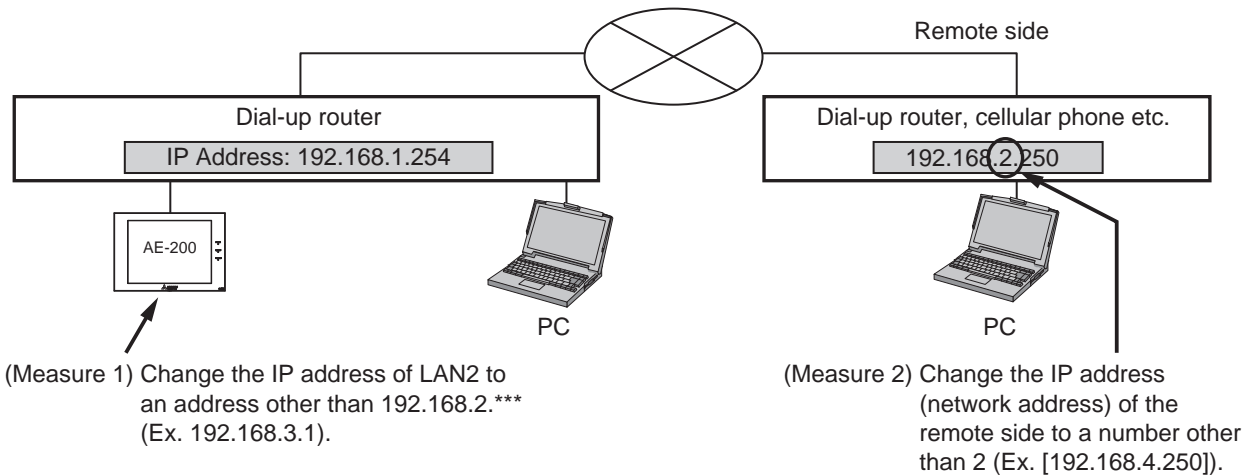 Remote side
Dial-up router
IP Address: 192.168.1.254
Dial-up router, cellular phone etc.
192.168.2.250
AE-200
PC
PC
(Measure 1) Change the IP address of LAN2 to
an address other than 192.168.2.***
(Ex. 192.168.3.1).
(Measure 2) Change the IP address
(network address) of the
remote side to a number other
than 2 (Ex. [192.168.4.250]).